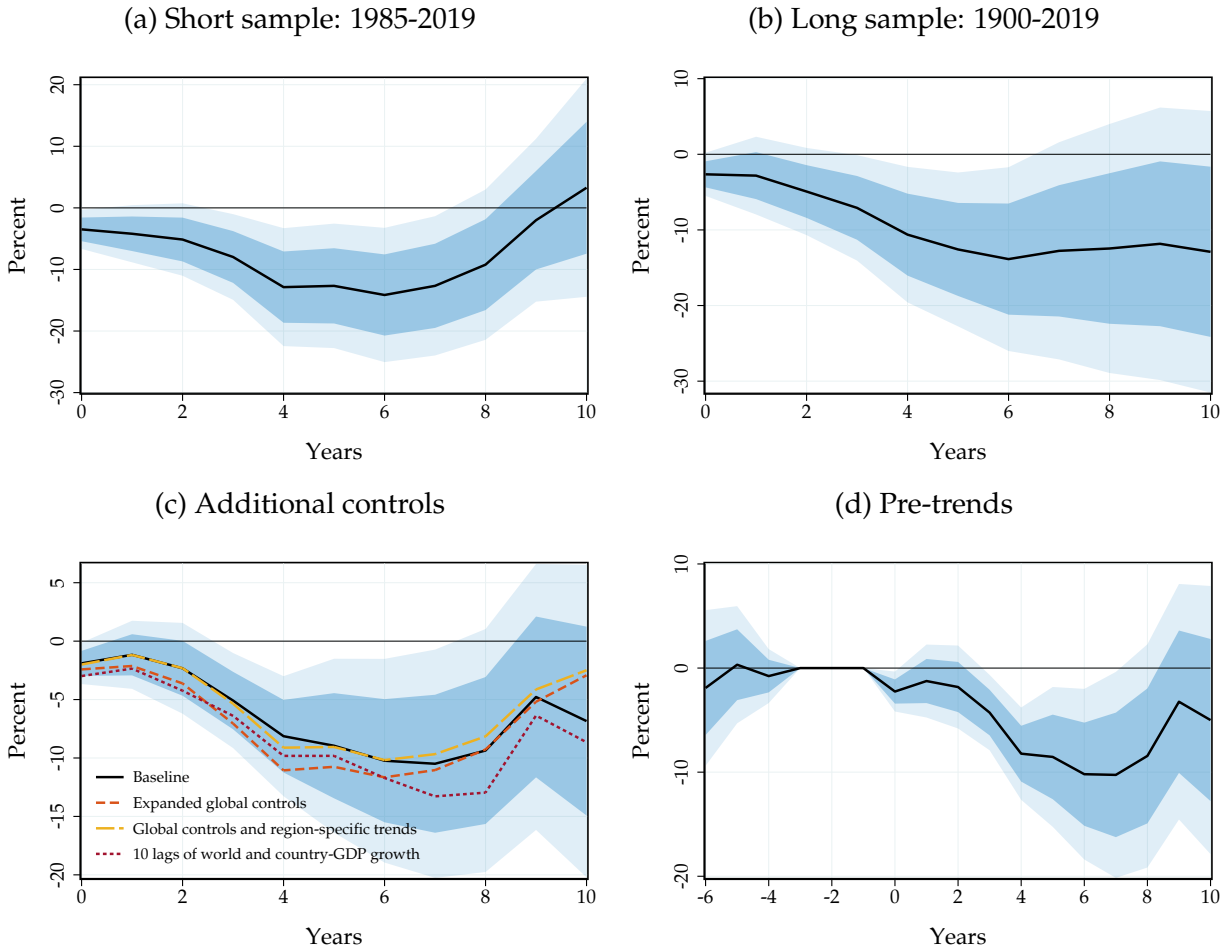 (a) Short sample: 1985-2019
20
10
0
-10
-20
-30
Percent
0 2 4 6 8 10
Years
(b) Long sample: 1900-2019
10
0
-10
-20
-30
Percent
0 2 4 6 8 10
Years
(c) Additional controls
5
0
-5
-10
-15
-20
Percent
Baseline
Expanded global controls
Global controls and region-specific trends
10 lags of world and country-GDP growth
0 2 4 6 8 10
Years
(d) Pre-trends
10
0
-10
-20
Percent
-6 -4 -2 0 2 4 6 8 10
Years